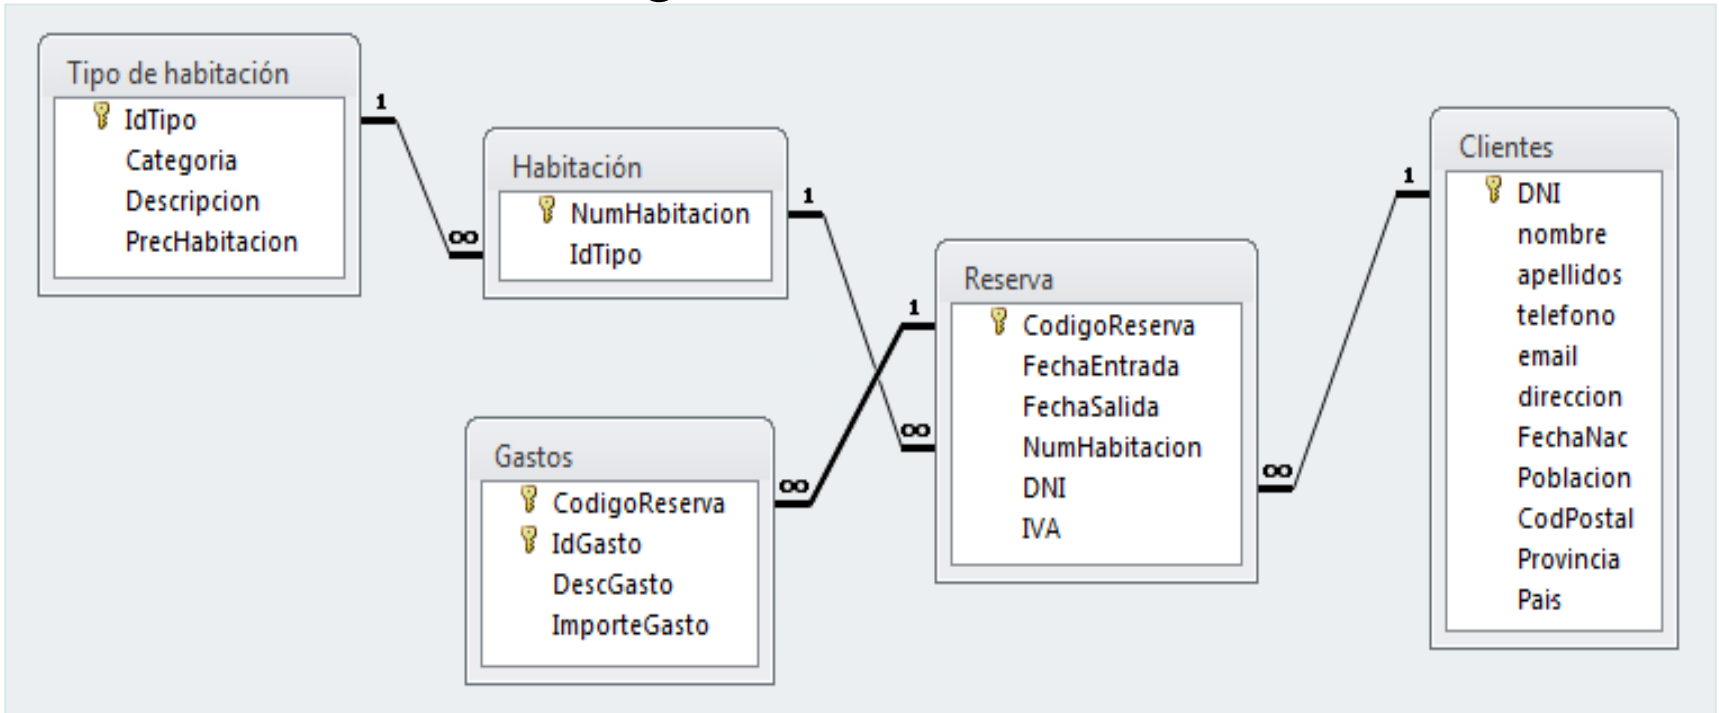 Tipo de habitación
IdTipo
Categoria
Descripcion
PrecHabitacion
1
∞
Habitación
NumHabitacion
IdTipo
1
∞
Gastos
CodigoReserva
IdGasto
DescGasto
ImporteGasto
∞
1
Reserva
CodigoReserva
FechaEntrada
FechaSalida
NumHabitacion
DNI
IVA
∞
1
Clientes
DNI
nombre
apellidos
telefono
email
direccion
FechaNac
Poblacion
CodPostal
Provincia
Pais